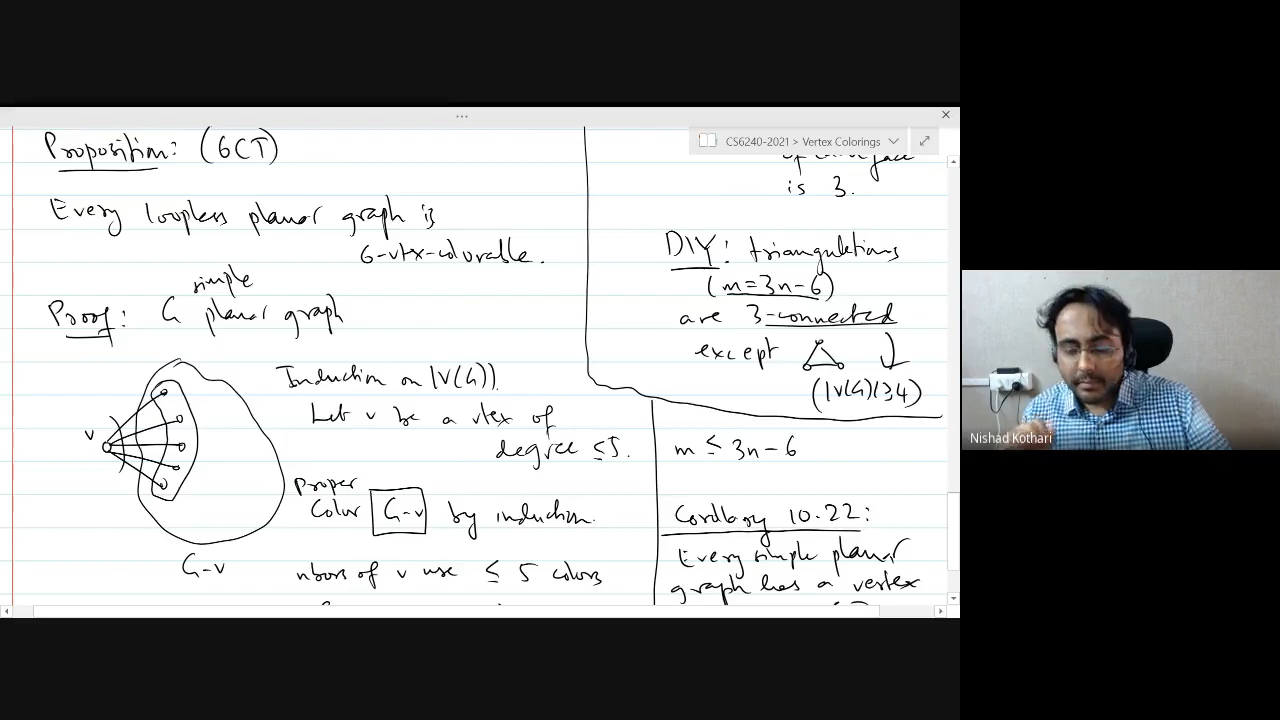 CS6240-2021 > Vertex Colorings
Proposition: (6CT)
Every loopless planar graph is
6-vtx-colorable.
simple
Proof: G planar graph
Induction on |V(G)|.
Let v be a vtex of
degree ≤5.
v
Proper
Color G-v by induction.
G-v
nbors of v use ≤ 5 colors
is 3.
DIY: triangulations
(m=3n-6)
are 3-connected
except
(|V(G)|≥4)
m ≤ 3n-6
Corollary 10.22:
Every simple planar
graph has a vertex
Nishad Kothari